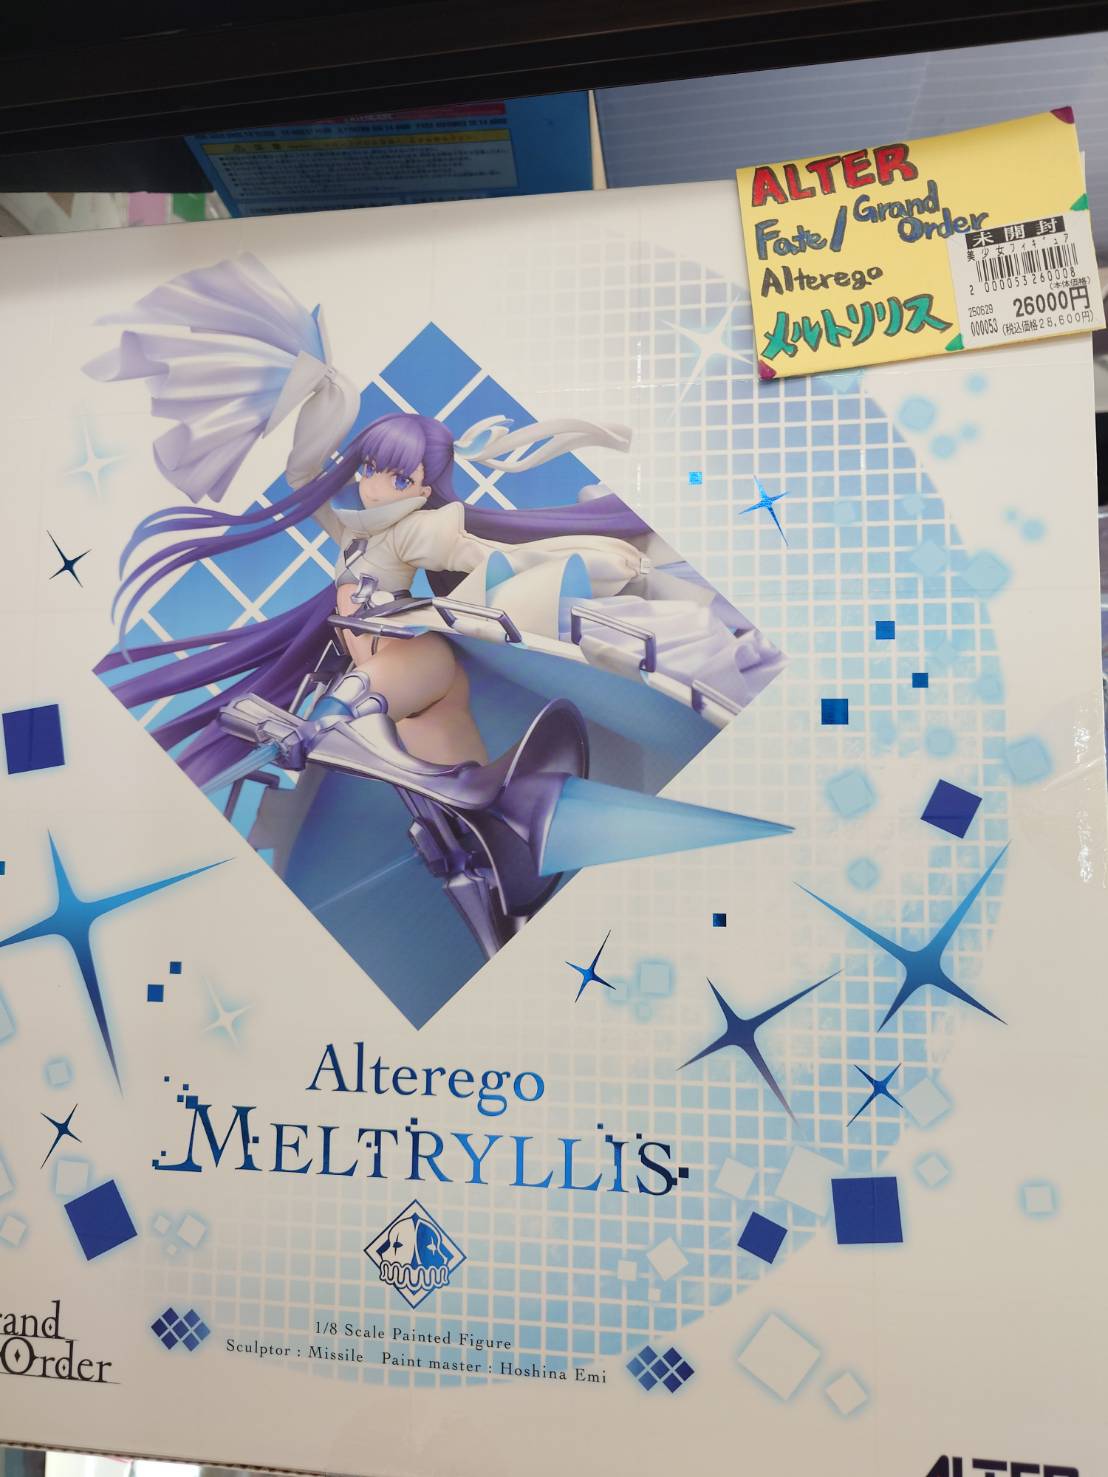 注意
ALTER
Fate/Grand Order
Alterego
メルトリリス
未開封
美少女フィギュア
2 000053 260008
(本体価格)
250629
26000円
000053 (税込価格28,600円)
Alterego
MELTRYLLIS
1/8 Scale Painted Figure
Sculptor : Missile Paint master : Hoshina Emi
rand
Order
ALTER